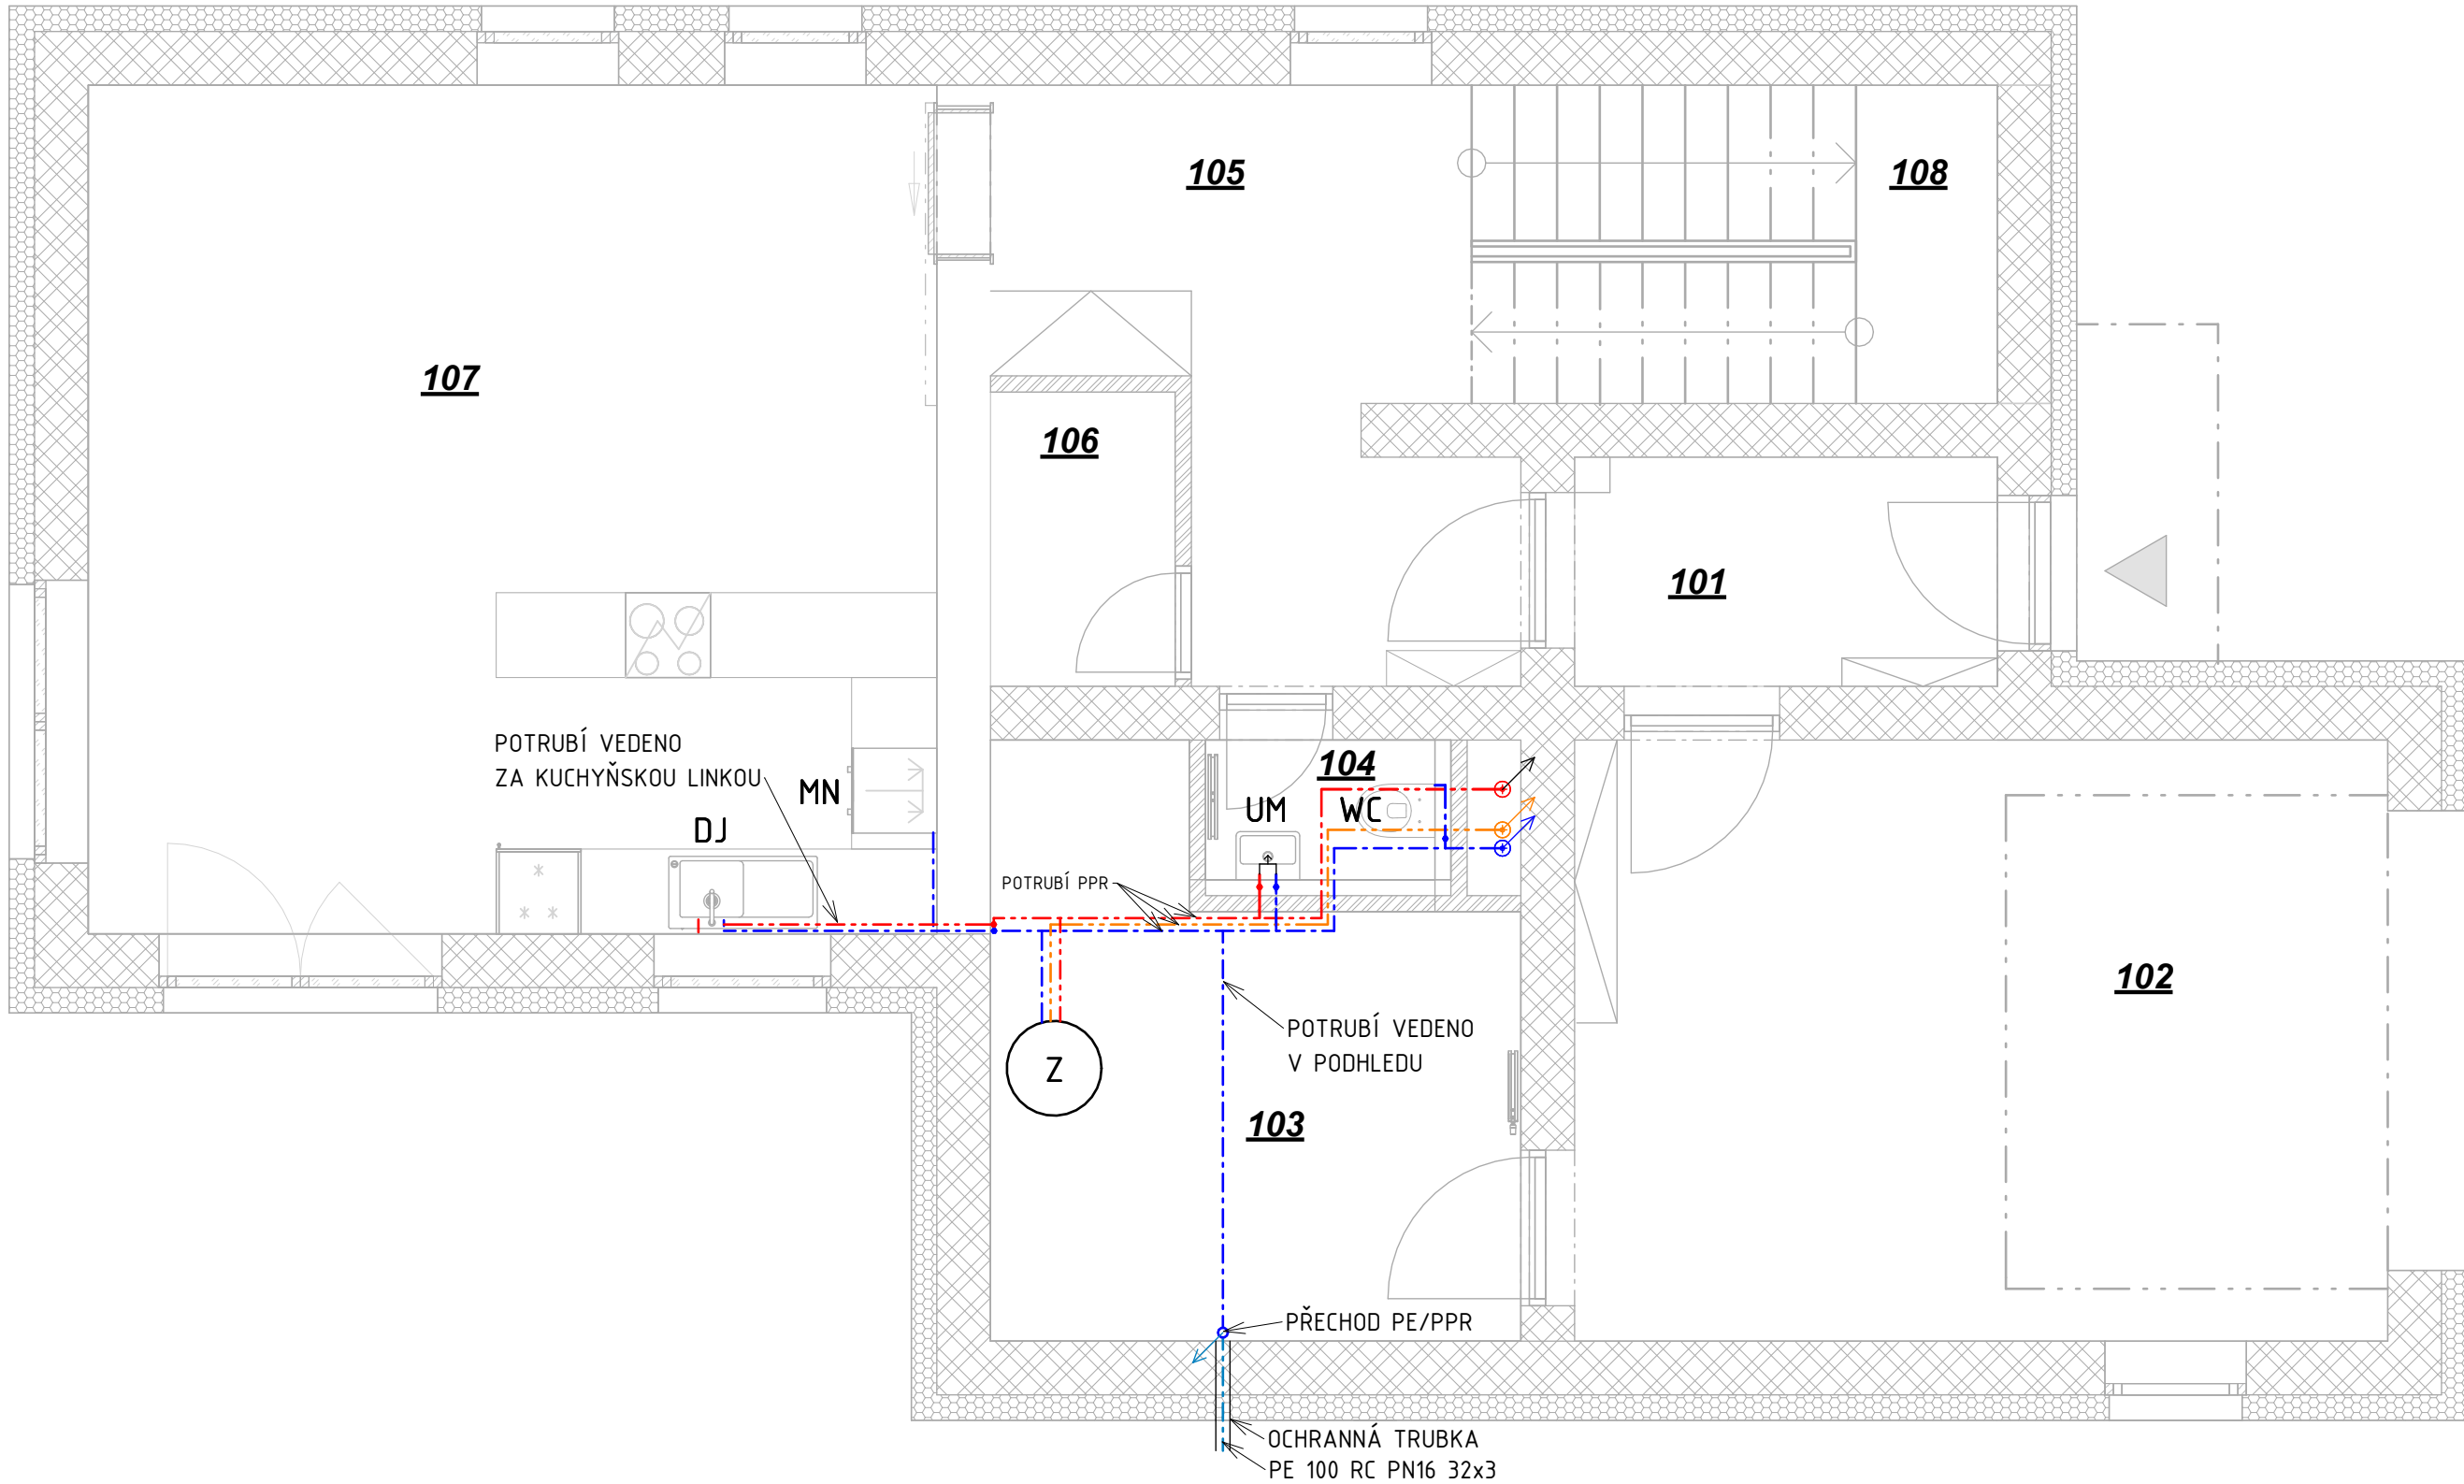 105
108
107
106
101
POTRUBÍ VEDENO
ZA KUCHYŇSKOU LINKOU
MN
DJ
104
UM
WC
POTRUBÍ PPR
102
Z
POTRUBÍ VEDENO
V PODHLEDU
103
PŘECHOD PE/PPR
OCHRANNÁ TRUBKA
PE 100 RC PN16 32x3